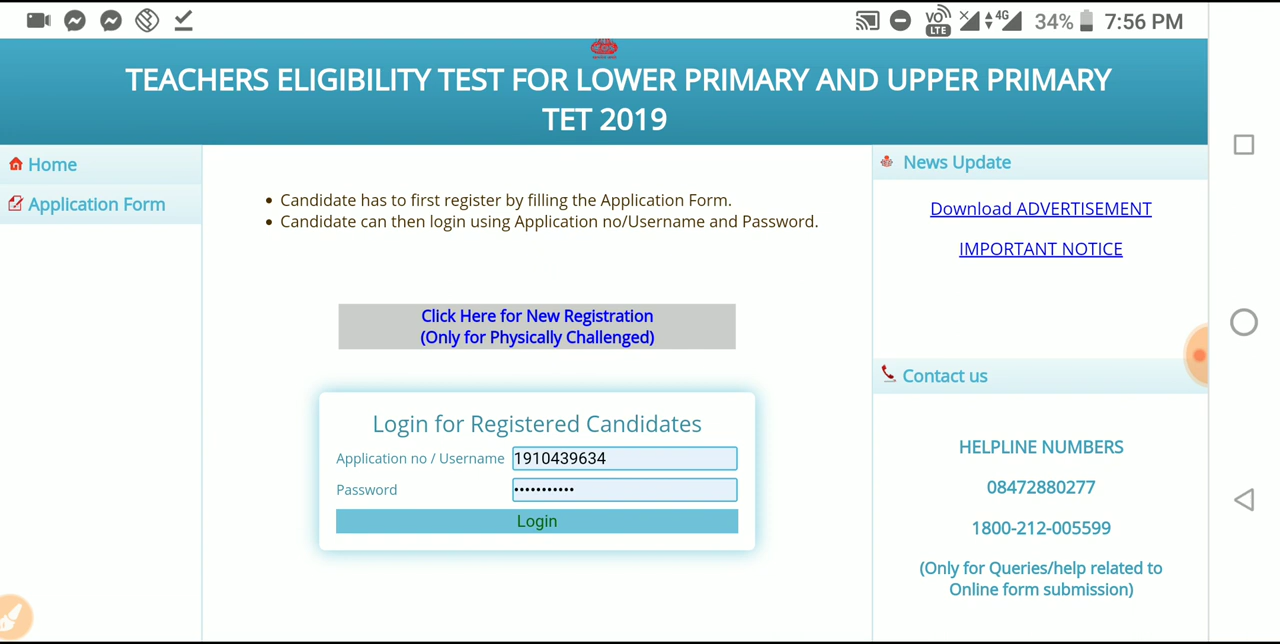 VO LTE 4G 34% 7:56 PM
TEACHERS ELIGIBILITY TEST FOR LOWER PRIMARY AND UPPER PRIMARY
TET 2019
Home
Application Form
Candidate has to first register by filling the Application Form.
Candidate can then login using Application no/Username and Password.
Click Here for New Registration
(Only for Physically Challenged)
Login for Registered Candidates
Application no / Username 1910439634
Password •••••••••••
Login
News Update
Download ADVERTISEMENT
IMPORTANT NOTICE
Contact us
HELPLINE NUMBERS
08472880277
1800-212-005599
(Only for Queries/help related to
Online form submission)